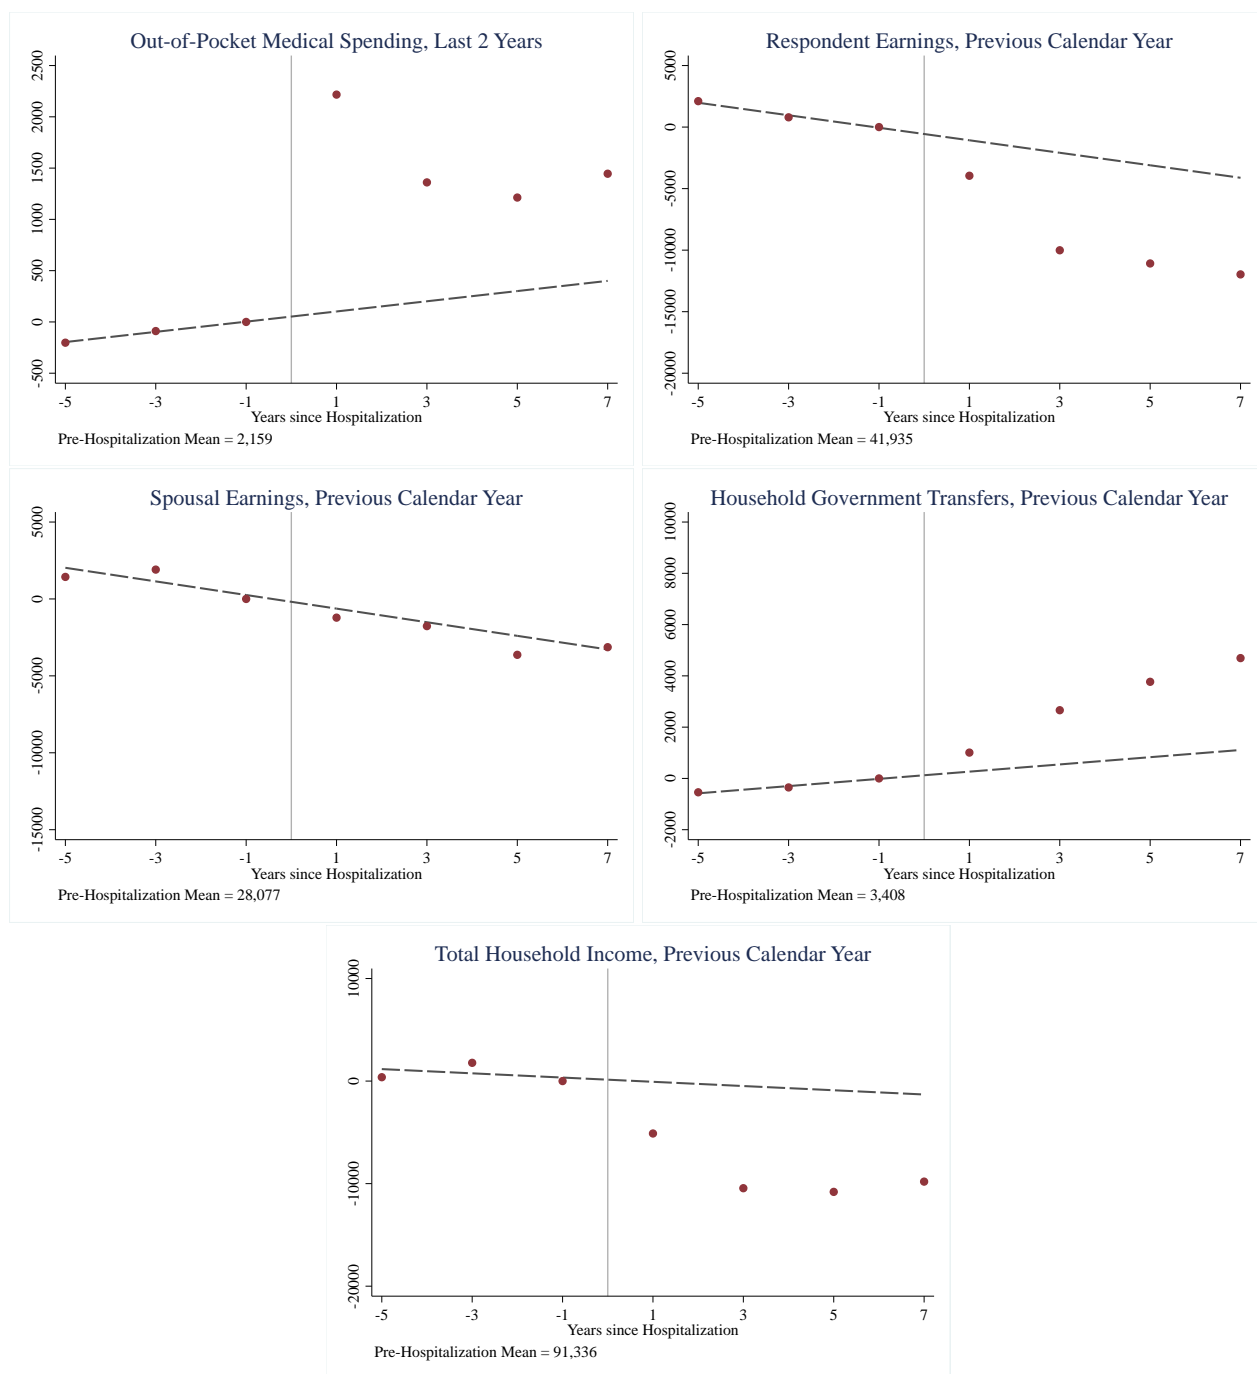 Out-of-Pocket Medical Spending, Last 2 Years
2500
2000
1500
1000
500
0
-500
-5 -3 -1 1 3 5 7
Years since Hospitalization
Pre-Hospitalization Mean = 2,159
Respondent Earnings, Previous Calendar Year
5000
0
-5000
-10000
-15000
-20000
-5 -3 -1 1 3 5 7
Years since Hospitalization
Pre-Hospitalization Mean = 41,935
Spousal Earnings, Previous Calendar Year
5000
0
-5000
-10000
-15000
-5 -3 -1 1 3 5 7
Years since Hospitalization
Pre-Hospitalization Mean = 28,077
Household Government Transfers, Previous Calendar Year
10000
8000
6000
4000
2000
0
-2000
-5 -3 -1 1 3 5 7
Years since Hospitalization
Pre-Hospitalization Mean = 3,408
Total Household Income, Previous Calendar Year
10000
0
-10000
-20000
-5 -3 -1 1 3 5 7
Years since Hospitalization
Pre-Hospitalization Mean = 91,336